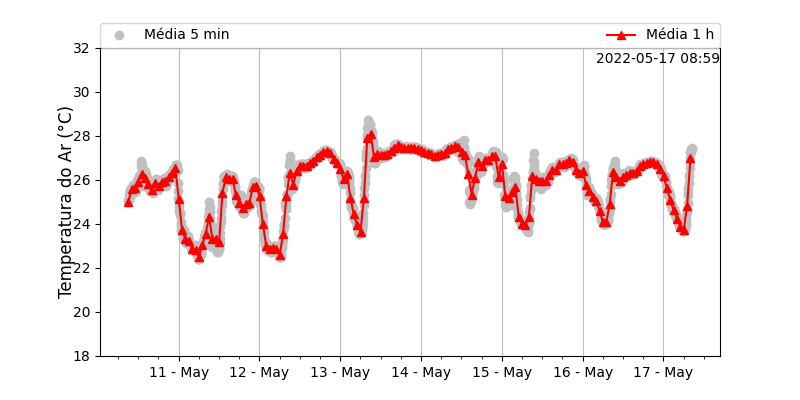 Média 5 min
Média 1 h
2022-05-17 08:59
Temperatura do Ar (°C)
32
30
28
26
24
22
20
18
11 - May
12 - May
13 - May
14 - May
15 - May
16 - May
17 - May